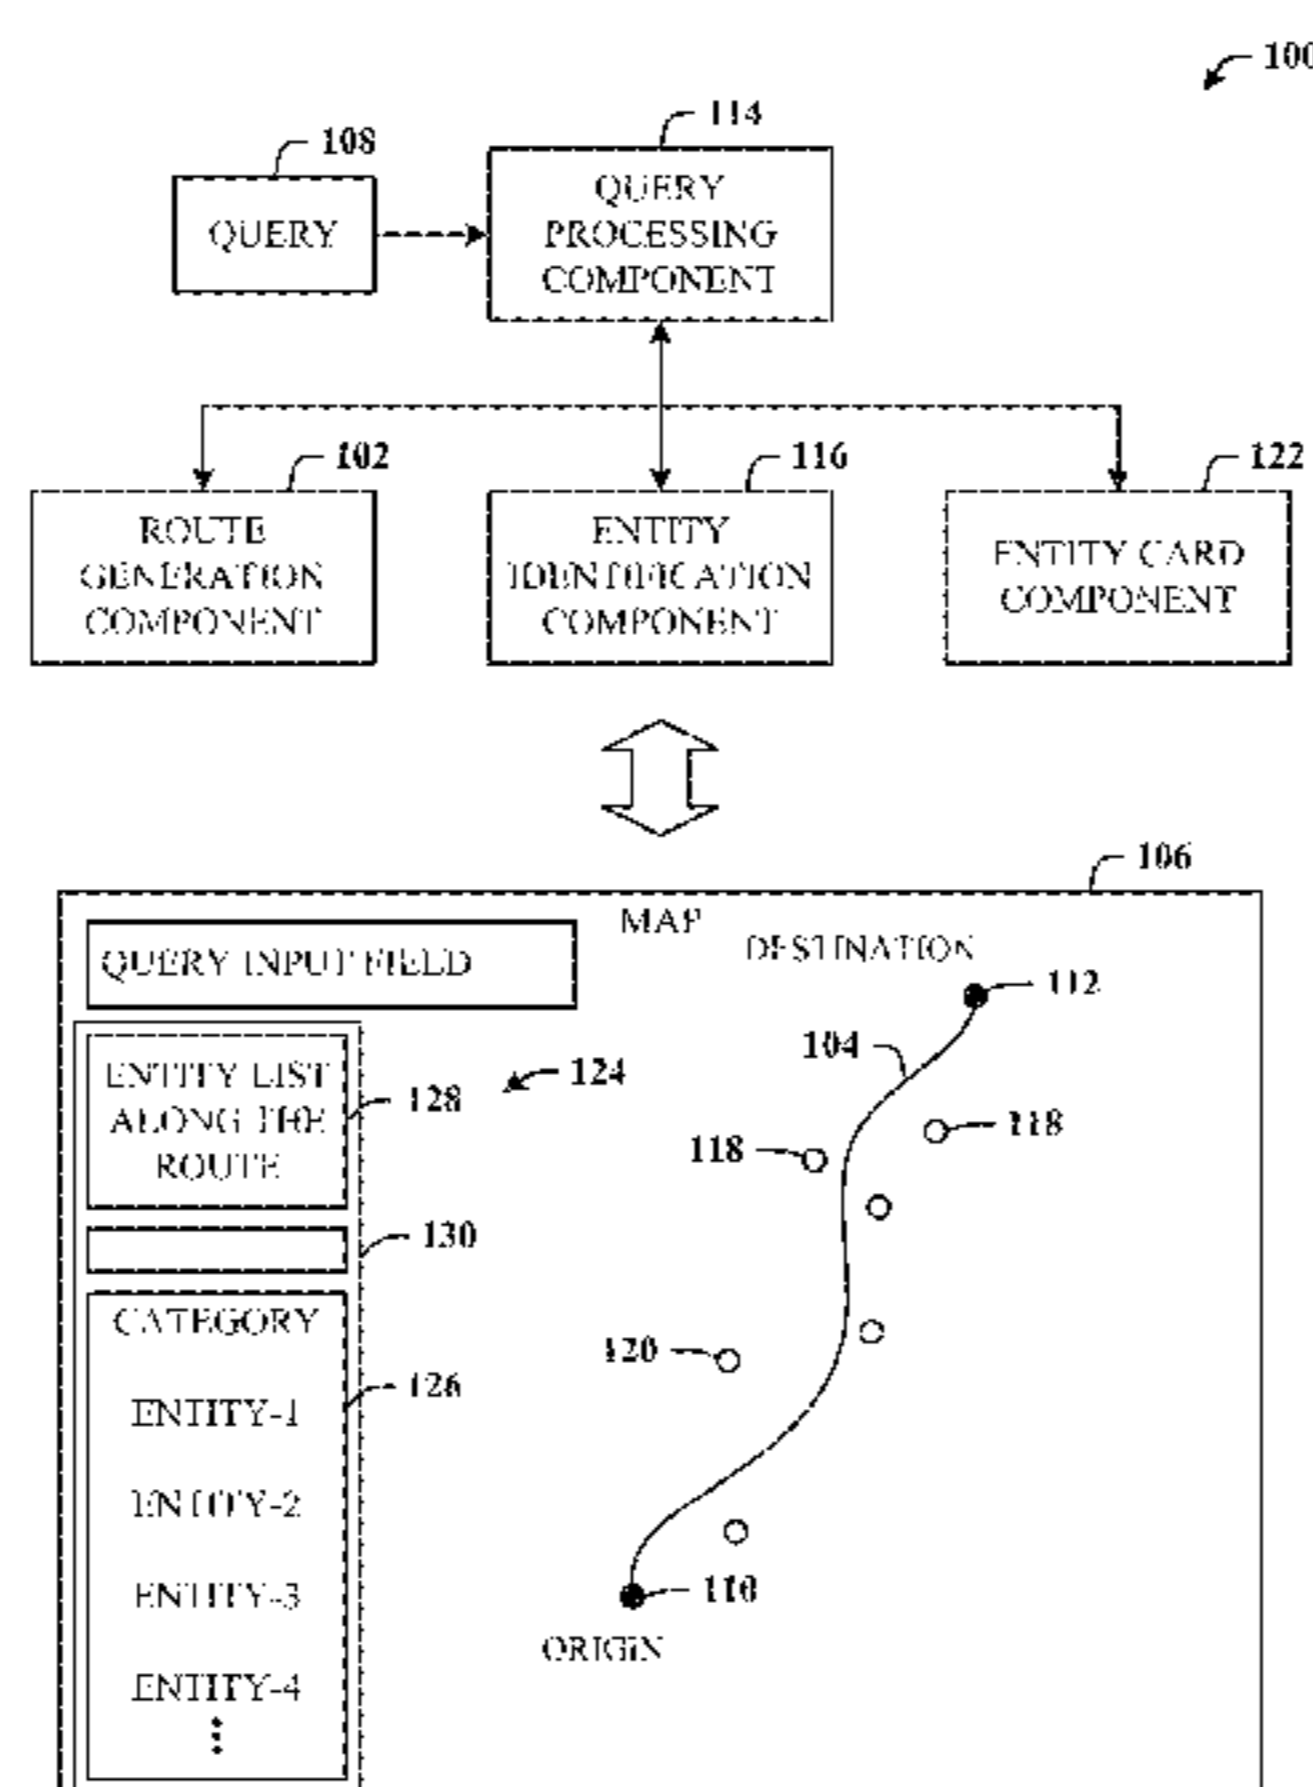 100
114
108
QUERY
QUERY
PROCESSING
COMPONENT
102
116
122
ROUTE
GENERATION
COMPONENT
ENTITY
IDENTIFICATION
COMPONENT
ENTITY CARD
COMPONENT
106
MAP
QUERY INPUT FIELD
DESTINATION
112
104
124
ENTITY LIST
ALONG THE
ROUTE
128
118
118
130
CATEGORY
120
126
ENTITY-1
ENTITY-2
ENTITY-3
110
ORIGIN
ENTITY-4